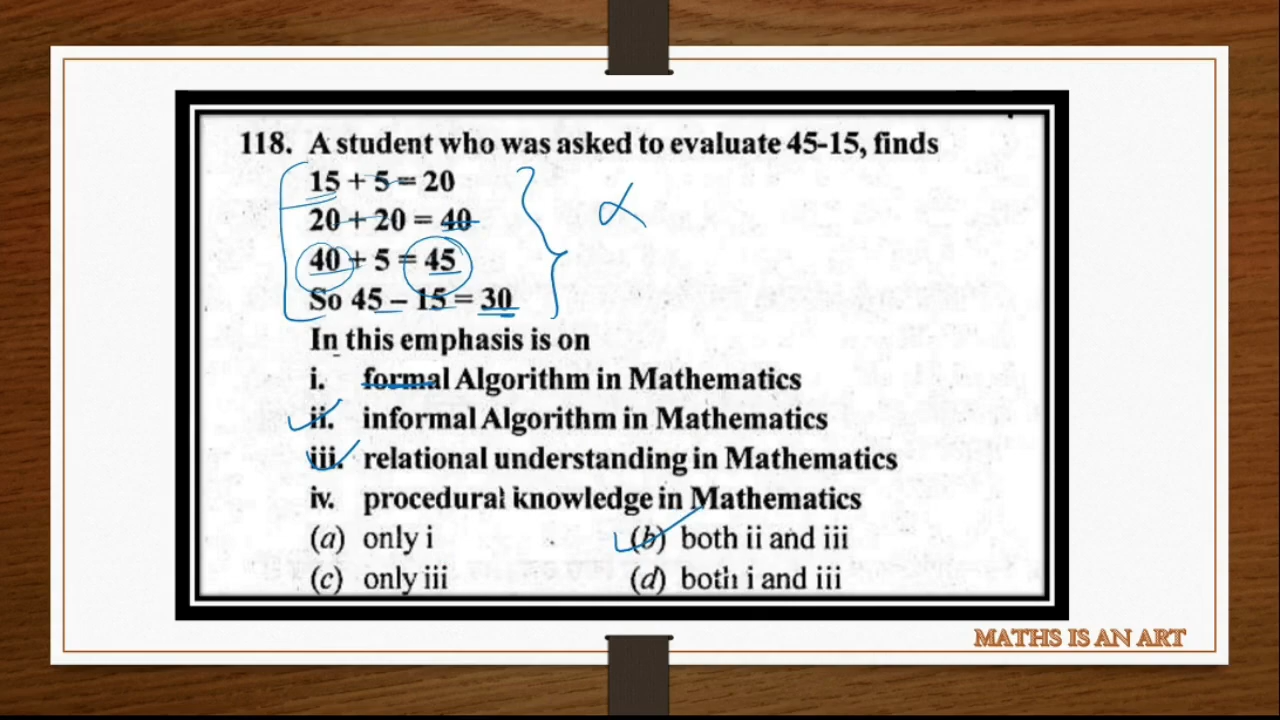 118. A student who was asked to evaluate 45-15, finds
15 + 5 = 20
20 + 20 = 40
40 + 5 = 45
So 45 – 15 = 30
In this emphasis is on
i. formal Algorithm in Mathematics
ii. informal Algorithm in Mathematics
iii. relational understanding in Mathematics
iv. procedural knowledge in Mathematics
(a) only i (b) both ii and iii
(c) only iii (d) both i and iii
MATHS IS AN ART